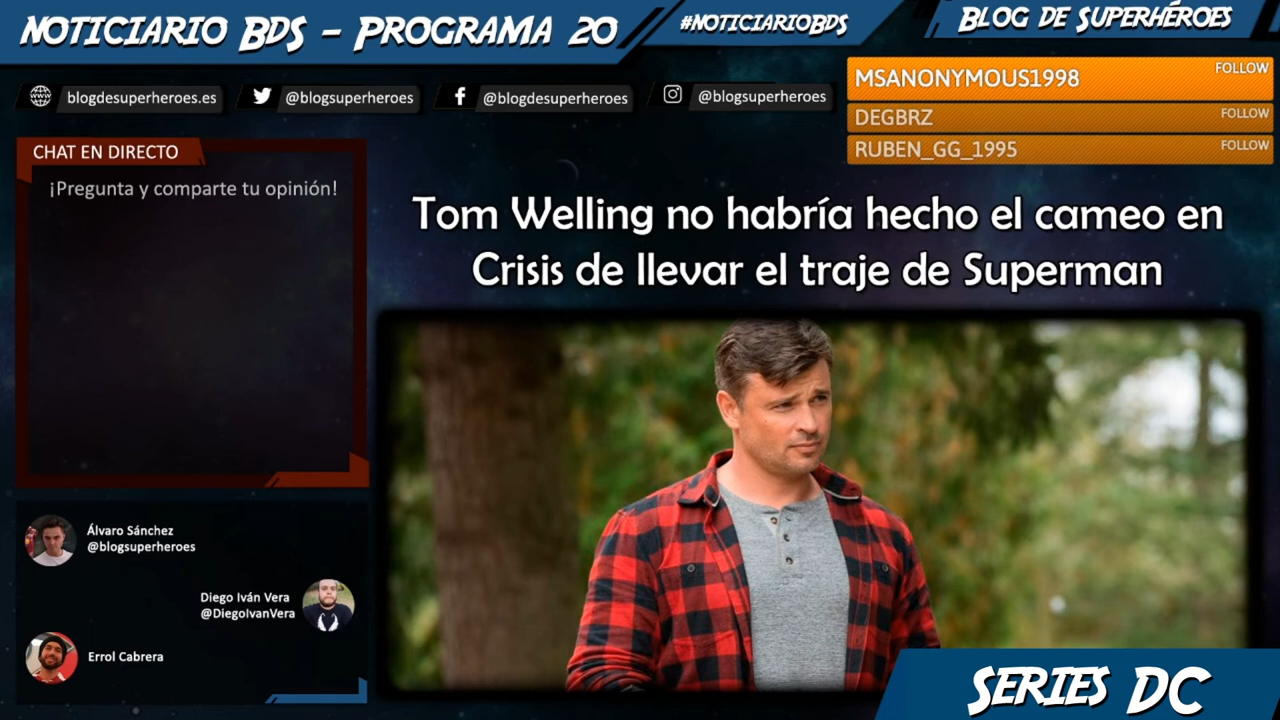 NOTICIARIO BDS – PROGRAMA 20
#NOTICIARIOBDS
BLOG DE SUPERHÉROES
www
blogdesuperheroes.es
@blogsuperheroes
@blogdesuperheroes
@blogsuperheroes
MSANONYMOUS1998 FOLLOW
DEGBRZ FOLLOW
RUBEN_GG_1995 FOLLOW
CHAT EN DIRECTO
¡Pregunta y comparte tu opinión!
Tom Welling no habría hecho el cameo en
Crisis de llevar el traje de Superman
Álvaro Sánchez
@blogsuperheroes
Diego Iván Vera
@DiegoIvanVera
Errol Cabrera
SERIES DC